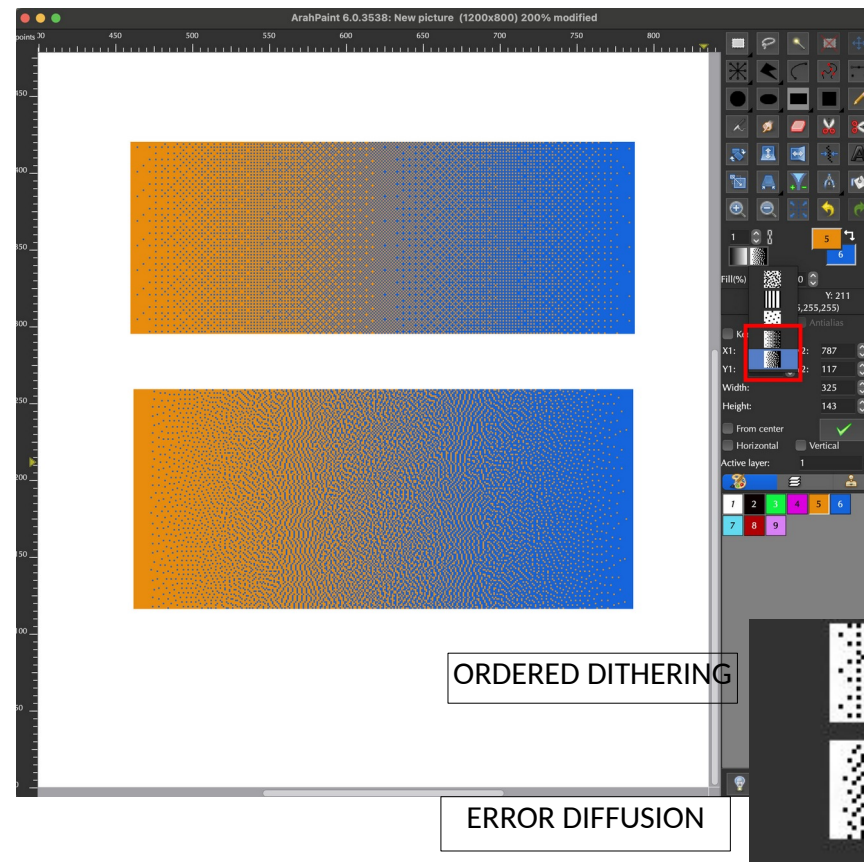 ArahPaint 6.0.3538: New picture (1200x800) 200% modified
points 30 450 500 550 600 650 700 750 800
450
400
350
300
250
200
150
100
50
0
1
5
6
Fill(%) 0
Y: 211
,255,255)
Antialias
X1: 2: 787
Y1: 2: 117
Width: 325
Height: 143
From center
Horizontal Vertical
Active layer: 1
1 2 3 4 5 6
7 8 9
ORDERED DITHERING
ERROR DIFFUSION